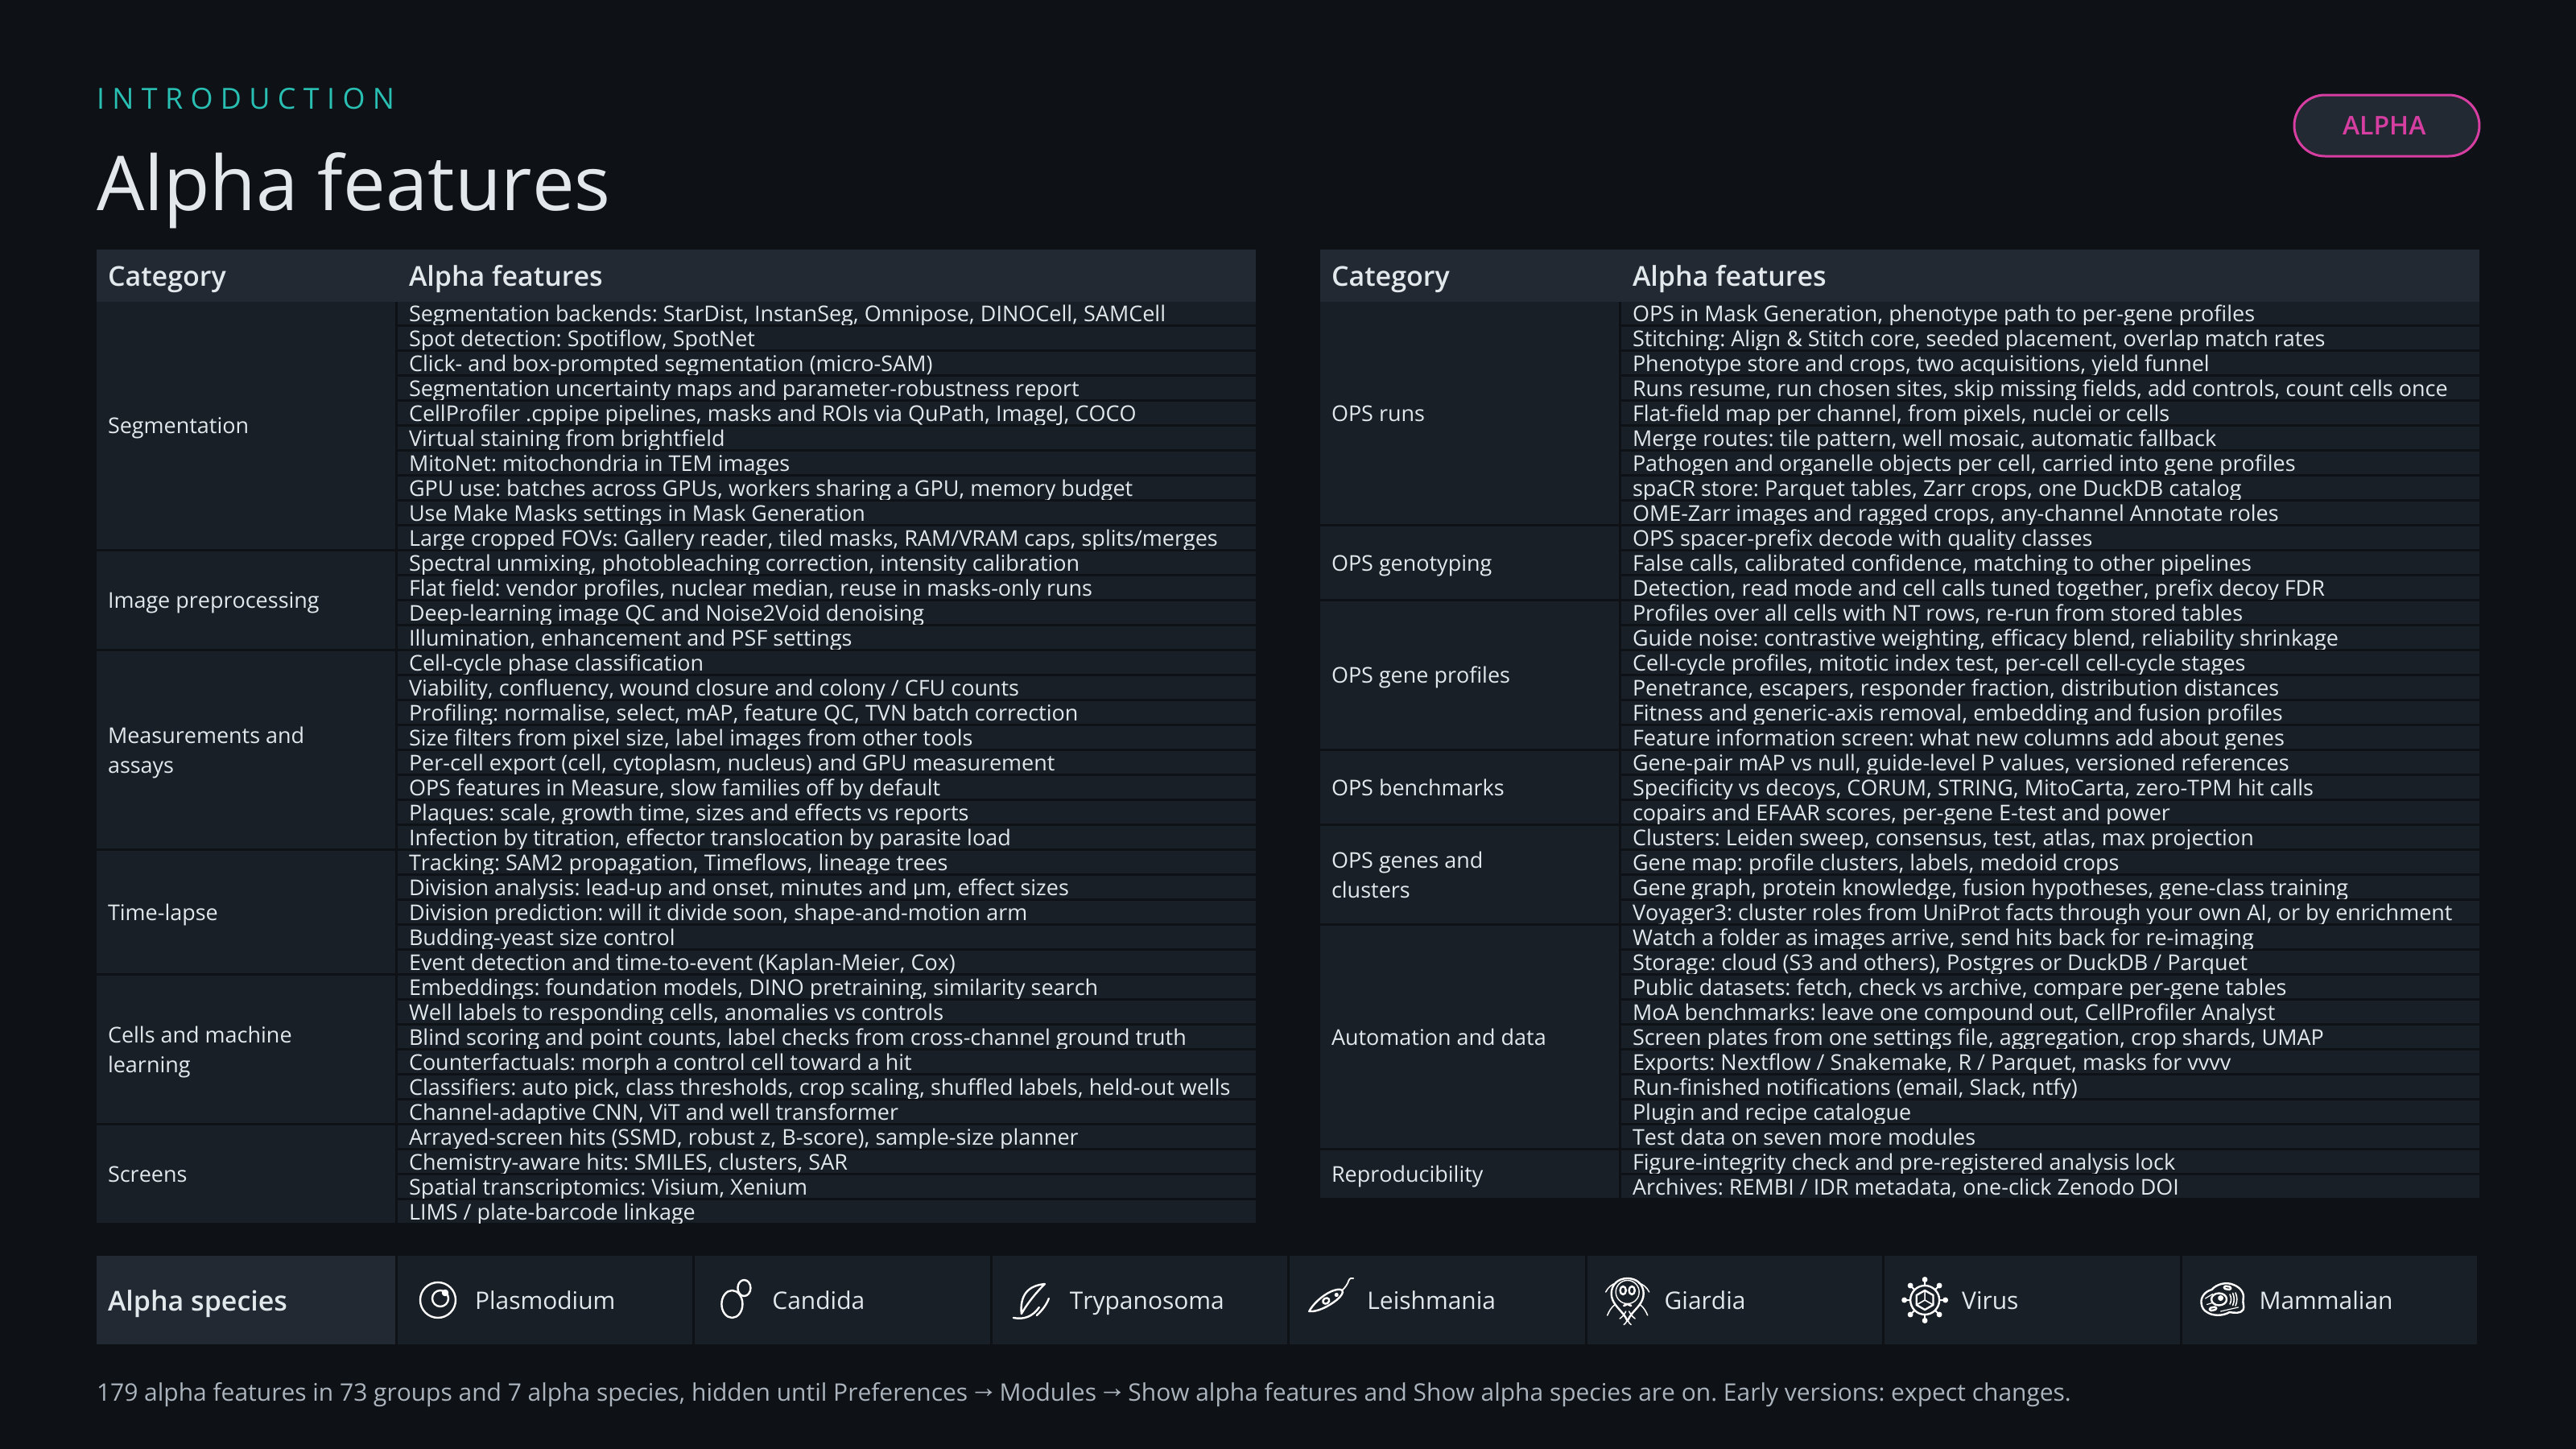 INTRODUCTION
ALPHA
Alpha features
Category
Alpha features
Segmentation
Segmentation backends: StarDist, InstanSeg, Omnipose, DINOCell, SAMCell
Spot detection: Spotiflow, SpotNet
Click- and box-prompted segmentation (micro-SAM)
Segmentation uncertainty maps and parameter-robustness report
CellProfiler .cppipe pipelines, masks and ROIs via QuPath, ImageJ, COCO
Virtual staining from brightfield
MitoNet: mitochondria in TEM images
GPU use: batches across GPUs, workers sharing a GPU, memory budget
Use Make Masks settings in Mask Generation
Large cropped FOVs: Gallery reader, tiled masks, RAM/VRAM caps, splits/merges
Image preprocessing
Spectral unmixing, photobleaching correction, intensity calibration
Flat field: vendor profiles, nuclear median, reuse in masks-only runs
Deep-learning image QC and Noise2Void denoising
Illumination, enhancement and PSF settings
Measurements and
assays
Cell-cycle phase classification
Viability, confluency, wound closure and colony / CFU counts
Profiling: normalise, select, mAP, feature QC, TVN batch correction
Size filters from pixel size, label images from other tools
Per-cell export (cell, cytoplasm, nucleus) and GPU measurement
OPS features in Measure, slow families off by default
Plaques: scale, growth time, sizes and effects vs reports
Infection by titration, effector translocation by parasite load
Time-lapse
Tracking: SAM2 propagation, Timeflows, lineage trees
Division analysis: lead-up and onset, minutes and µm, effect sizes
Division prediction: will it divide soon, shape-and-motion arm
Budding-yeast size control
Event detection and time-to-event (Kaplan-Meier, Cox)
Cells and machine
learning
Embeddings: foundation models, DINO pretraining, similarity search
Well labels to responding cells, anomalies vs controls
Blind scoring and point counts, label checks from cross-channel ground truth
Counterfactuals: morph a control cell toward a hit
Classifiers: auto pick, class thresholds, crop scaling, shuffled labels, held-out wells
Channel-adaptive CNN, ViT and well transformer
Screens
Arrayed-screen hits (SSMD, robust z, B-score), sample-size planner
Chemistry-aware hits: SMILES, clusters, SAR
Spatial transcriptomics: Visium, Xenium
LIMS / plate-barcode linkage
Category
Alpha features
OPS runs
OPS in Mask Generation, phenotype path to per-gene profiles
Stitching: Align & Stitch core, seeded placement, overlap match rates
Phenotype store and crops, two acquisitions, yield funnel
Runs resume, run chosen sites, skip missing fields, add controls, count cells once
Flat-field map per channel, from pixels, nuclei or cells
Merge routes: tile pattern, well mosaic, automatic fallback
Pathogen and organelle objects per cell, carried into gene profiles
spaCR store: Parquet tables, Zarr crops, one DuckDB catalog
OME-Zarr images and ragged crops, any-channel Annotate roles
OPS genotyping
OPS spacer-prefix decode with quality classes
False calls, calibrated confidence, matching to other pipelines
Detection, read mode and cell calls tuned together, prefix decoy FDR
OPS gene profiles
Profiles over all cells with NT rows, re-run from stored tables
Guide noise: contrastive weighting, efficacy blend, reliability shrinkage
Cell-cycle profiles, mitotic index test, per-cell cell-cycle stages
Penetrance, escapers, responder fraction, distribution distances
Fitness and generic-axis removal, embedding and fusion profiles
Feature information screen: what new columns add about genes
OPS benchmarks
Gene-pair mAP vs null, guide-level P values, versioned references
Specificity vs decoys, CORUM, STRING, MitoCarta, zero-TPM hit calls
copairs and EFAAR scores, per-gene E-test and power
OPS genes and
clusters
Clusters: Leiden sweep, consensus, test, atlas, max projection
Gene map: profile clusters, labels, medoid crops
Gene graph, protein knowledge, fusion hypotheses, gene-class training
Voyager3: cluster roles from UniProt facts through your own AI, or by enrichment
Automation and data
Watch a folder as images arrive, send hits back for re-imaging
Storage: cloud (S3 and others), Postgres or DuckDB / Parquet
Public datasets: fetch, check vs archive, compare per-gene tables
MoA benchmarks: leave one compound out, CellProfiler Analyst
Screen plates from one settings file, aggregation, crop shards, UMAP
Exports: Nextflow / Snakemake, R / Parquet, masks for vvvv
Run-finished notifications (email, Slack, ntfy)
Plugin and recipe catalogue
Test data on seven more modules
Reproducibility
Figure-integrity check and pre-registered analysis lock
Archives: REMBI / IDR metadata, one-click Zenodo DOI
Alpha species
Plasmodium
Candida
Trypanosoma
Leishmania
Giardia
Virus
Mammalian
179 alpha features in 73 groups and 7 alpha species, hidden until Preferences → Modules → Show alpha features and Show alpha species are on. Early versions: expect changes.